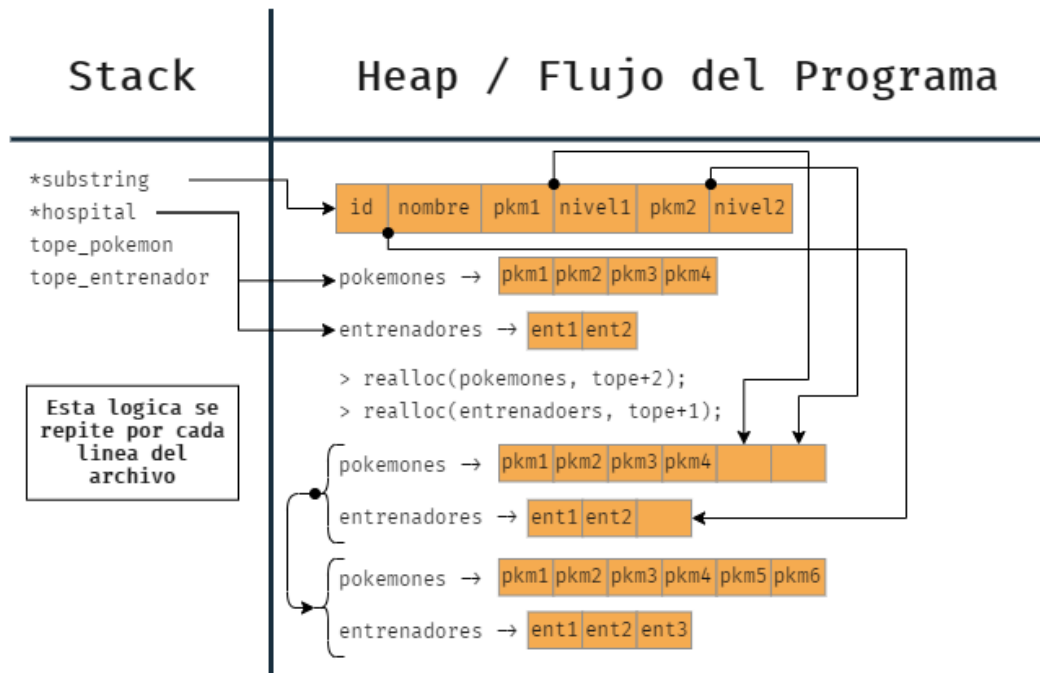 Stack
Heap / Flujo del Programa
*substring
*hospital
tope_pokemon
tope_entrenador
id nombre pkm1 nivel1 pkm2 nivel2
pokemones → pkm1 pkm2 pkm3 pkm4
entrenadores → ent1 ent2
> realloc(pokemones, tope+2);
> realloc(entrenadoers, tope+1);
Esta logica se
repite por cada
linea del
archivo
pokemones → pkm1 pkm2 pkm3 pkm4
entrenadores → ent1 ent2
pokemones → pkm1 pkm2 pkm3 pkm4 pkm5 pkm6
entrenadores → ent1 ent2 ent3